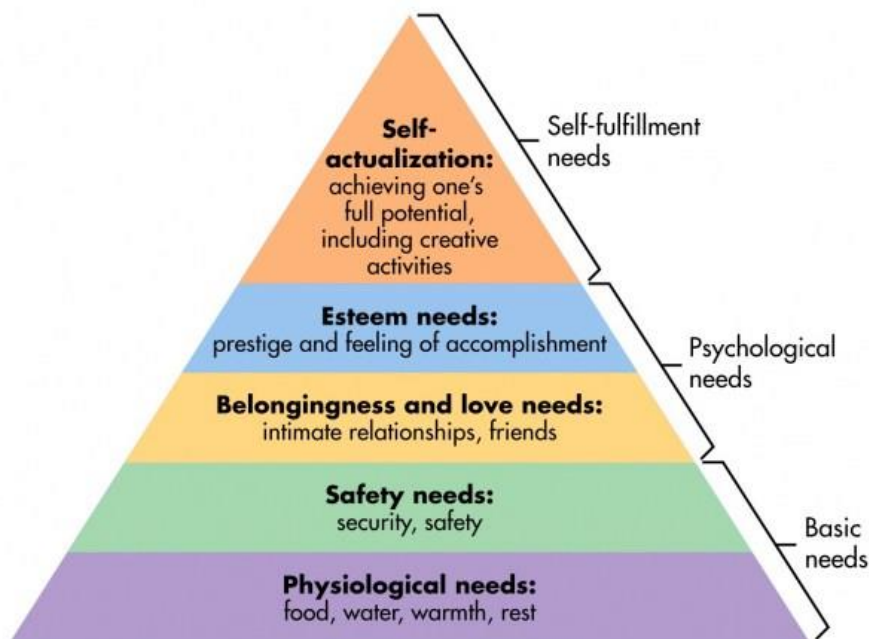 Self-
actualization:
achieving one's
full potential,
including creative
activities
Self-fulfillment
needs
Esteem needs:
prestige and feeling of accomplishment
Psychological
needs
Belongingness and love needs:
intimate relationships, friends
Safety needs:
security, safety
Basic
needs
Physiological needs:
food, water, warmth, rest